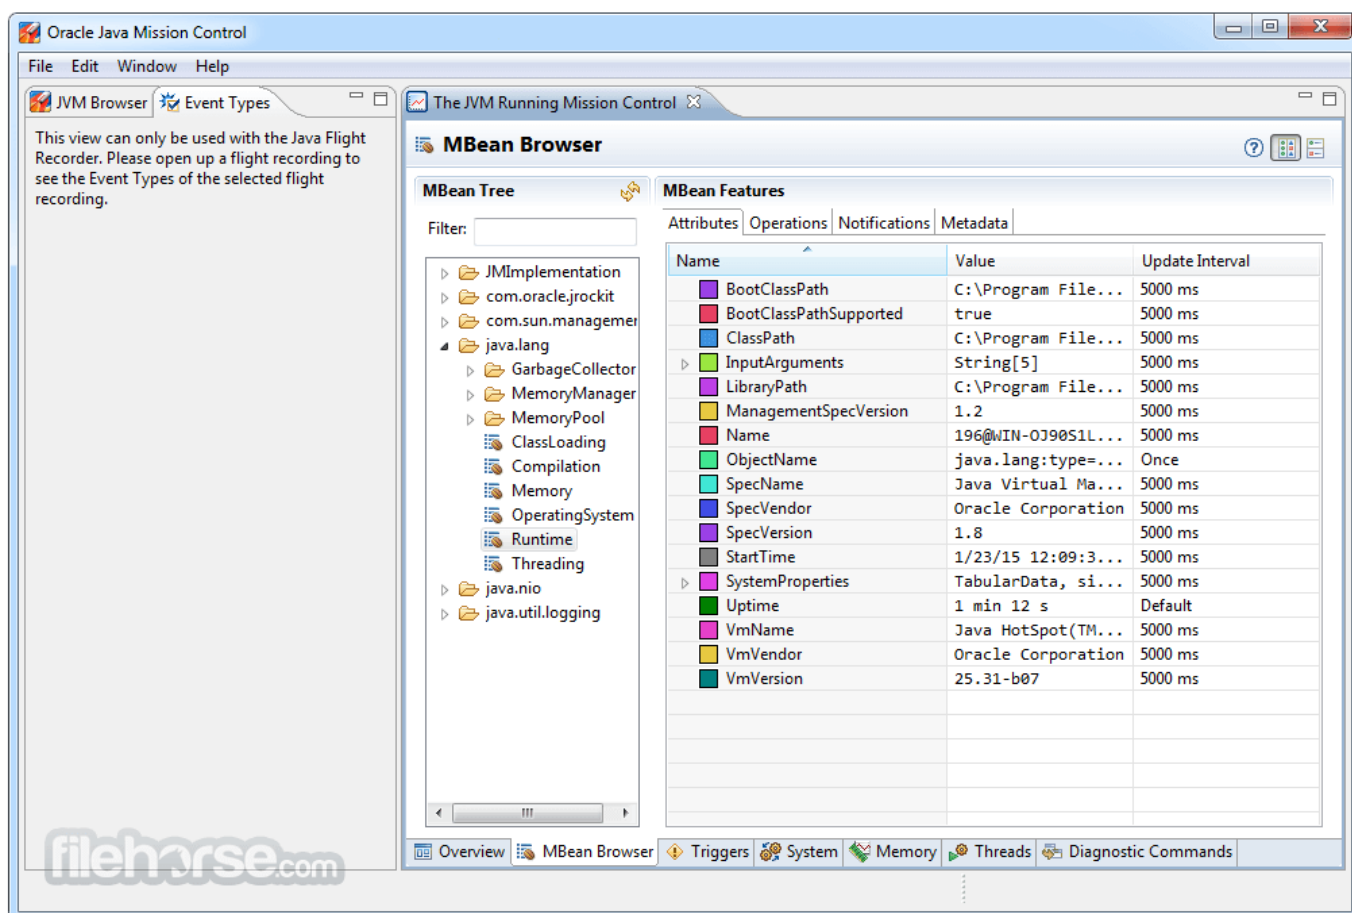 Oracle Java Mission Control
File Edit Window Help
JVM Browser Event Types
This view can only be used with the Java Flight
Recorder. Please open up a flight recording to
see the Event Types of the selected flight
recording.
The JVM Running Mission Control
MBean Browser
MBean Tree
Filter:
JMImplementation
com.oracle.jrockit
com.sun.managemer
java.lang
GarbageCollector
MemoryManager
MemoryPool
ClassLoading
Compilation
Memory
OperatingSystem
Runtime
Threading
java.nio
java.util.logging
MBean Features
Attributes Operations Notifications Metadata
Name Value Update Interval
BootClassPath C:\Program File... 5000 ms
BootClassPathSupported true 5000 ms
ClassPath C:\Program File... 5000 ms
InputArguments String[5] 5000 ms
LibraryPath C:\Program File... 5000 ms
ManagementSpecVersion 1.2 5000 ms
Name 196@WIN-OJ90S1L... 5000 ms
ObjectName java.lang:type=... Once
SpecName Java Virtual Ma... 5000 ms
SpecVendor Oracle Corporation 5000 ms
SpecVersion 1.8 5000 ms
StartTime 1/23/15 12:09:3... 5000 ms
SystemProperties TabularData, si... 5000 ms
Uptime 1 min 12 s Default
VmName Java HotSpot(TM... 5000 ms
VmVendor Oracle Corporation 5000 ms
VmVersion 25.31-b07 5000 ms
Overview MBean Browser Triggers System Memory Threads Diagnostic Commands
filehorse.com